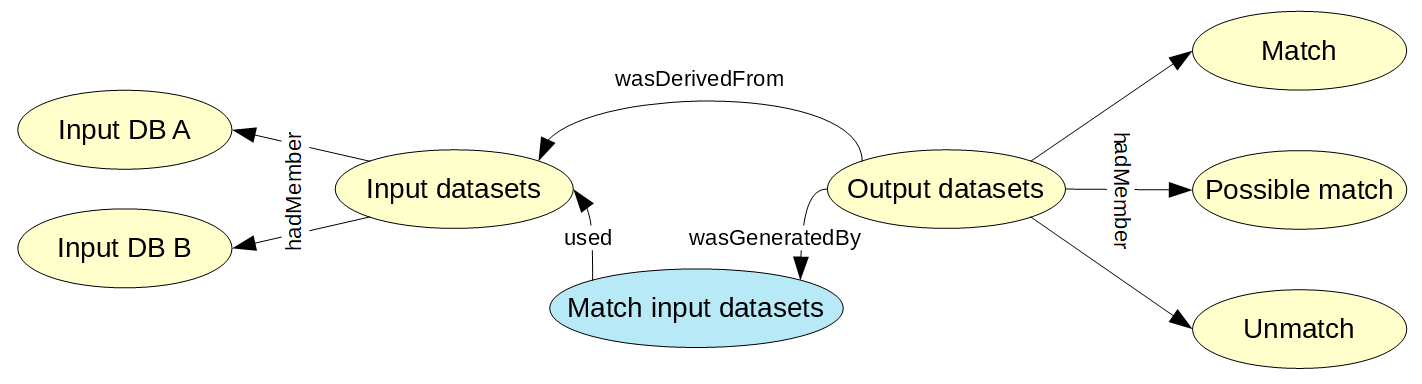 wasDerivedFrom
Input DB A
Input DB B
hadMember
Input datasets
used
wasGeneratedBy
Match input datasets
Output datasets
hadMember
Match
Possible match
Unmatch